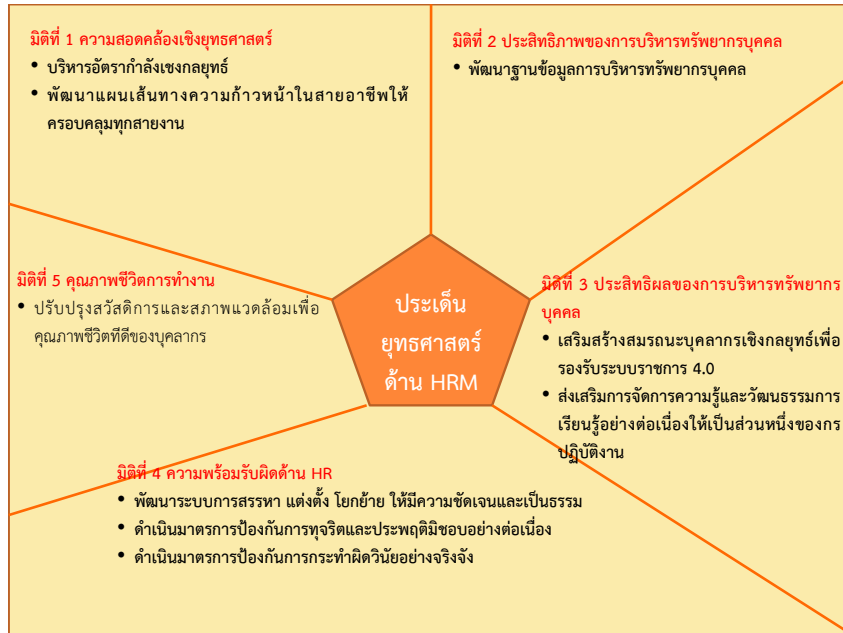 มิติที่ 1 ความสอดคล้องเชิงยุทธศาสตร์
• บริหารอัตรากำลังเชงกลยุทธ์
• พัฒนาแผนเส้นทางความก้าวหน้าในสายอาชีพให้
ครอบคลุมทุกสายงาน
มิติที่ 2 ประสิทธิภาพของการบริหารทรัพยากรบุคคล
• พัฒนาฐานข้อมูลการบริหารทรัพยากรบุคคล
มิติที่ 3 ประสิทธิผลของการบริหารทรัพยากร
บุคคล
• เสริมสร้างสมรถนะบุคลากรเชิงกลยุทธ์เพื่อ
รองรับระบบราชการ 4.0
• ส่งเสริมการจัดการความรู้และวัฒนธรรมการ
เรียนรู้อย่างต่อเนื่องให้เป็นส่วนหนึ่งของกร
ปฏิบัติงาน
มิติที่ 4 ความพร้อมรับผิดด้าน HR
• พัฒนาระบบการสรรหา แต่งตั้ง โยกย้าย ให้มีความชัดเจนและเป็นธรรม
• ดำเนินมาตรการป้องกันการทุจริตและประพฤติมิชอบอย่างต่อเนื่อง
• ดำเนินมาตรการป้องกันการกระทำผิดวินัยอย่างจริงจัง
มิติที่ 5 คุณภาพชีวิตการทำงาน
• ปรับปรุงสวัสดิการและสภาพแวดล้อมเพื่อ
คุณภาพชีวิตทีดีของบุคลากร
ประเด็น
ยุทธศาสตร์
ด้าน HRM